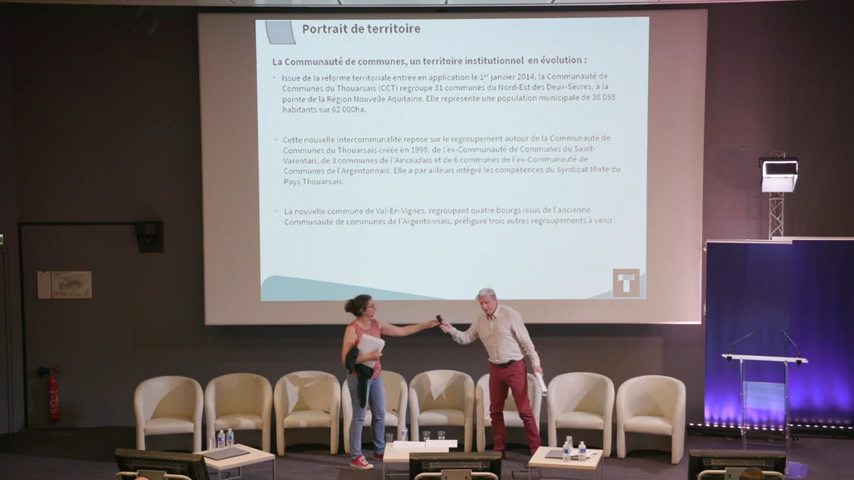 Portrait de territoire
La Communauté de communes, un territoire institutionnel en évolution :
- Issue de la réforme territoriale entrée en application le 1er janvier 2014, la Communauté de
Communes du Thouarsais (CCT) regroupe 31 communes du Nord-Est des Deux-Sèvres, à
la pointe de la Région Nouvelle Aquitaine. Elle représente une population municipale de 36 058
habitants sur 62 000ha.
- Cette nouvelle intercommunalité repose sur le regroupement autour de la Communauté de
Communes du Thouarsais créée en 1998, de l'ex-Communauté de Communes du Saint-
Varentais, de 3 communes de l'Airvaudais et de 6 communes de l'ex-Communauté de
Communes de l'Argentonnais. Elle a par ailleurs intégré les compétences du Syndicat Mixte du
Pays Thouarsais.
- La nouvelle commune de Val-En-Vignes, regroupant quatre bourgs issus de l'ancienne
Communauté de communes de l'Argentonnais, préfigure trois autres regroupements à venir.
T